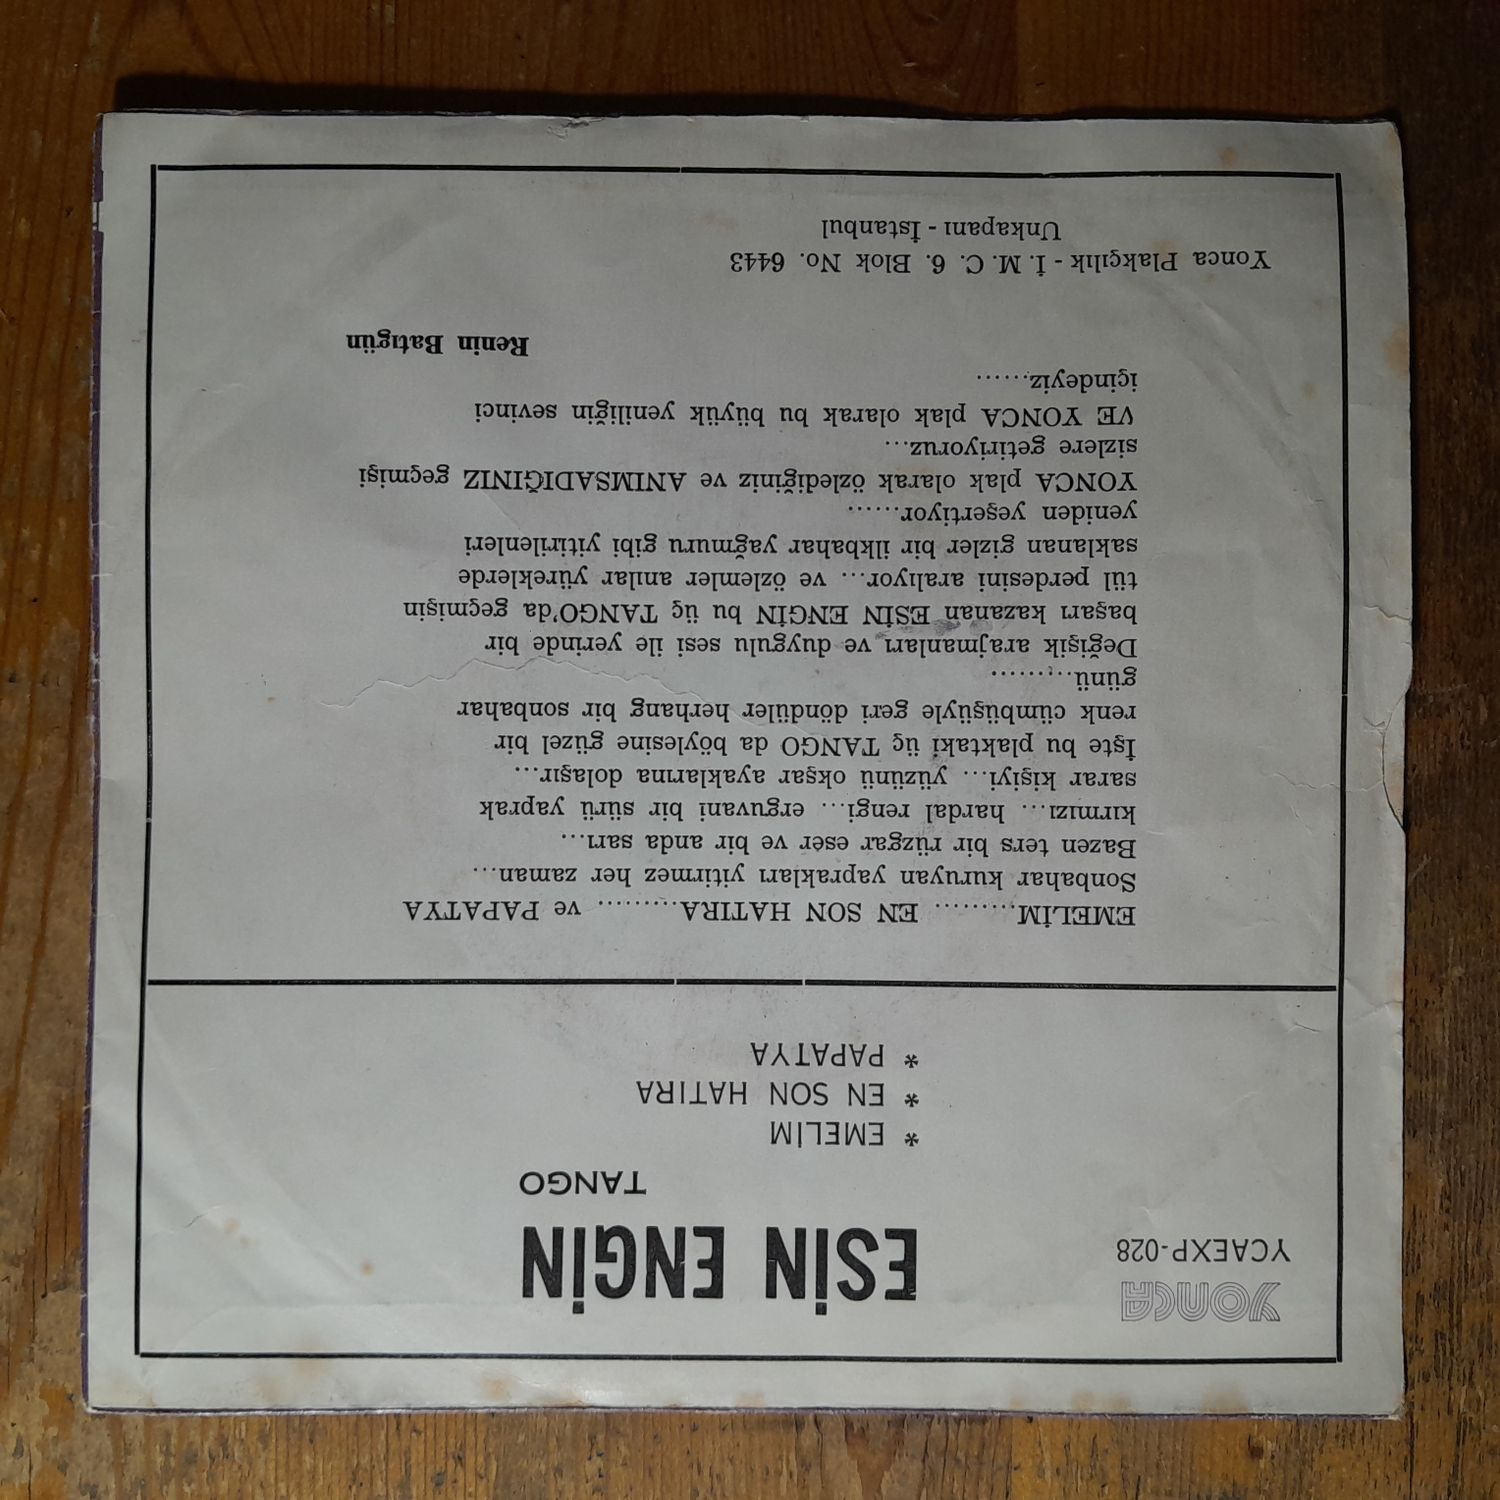 YONCA
YCAEXP-028
ESİN ENGİN
TANGO
* EMELİM
* EN SON HATIRA
* PAPATYA
EMELİM......... EN SON HATIRA......... ve PAPATYA
Sonbahar kuruyan yaprakları yitirmez her zaman...
Bazen ters bir rüzgar eser ve bir anda sarı...
kırmızı... hardal rengi... erguvani bir sürü yaprak
sarar kişiyi... yüzünü okşar ayaklarına dolaşır...
İşte bu plaktaki üç TANGO da böylesine güzel bir
renk cümbüşüyle geri döndüler herhang bir sonbahar
günü.........
Değişik arajmanları ve duygulu sesi ile yerinde bir
başarı kazanan ESİN ENGİN bu üç TANGO'da geçmişin
tül perdesini aralıyor... ve özlemler anılar yüreklerde
saklanan gizler bir ilkbahar yağmuru gibi yitirilenleri
yeniden yeşertiyor......
YONCA plak olarak özlediğiniz ve ANIMSADIĞINIZ geçmişi
sizlere getiriyoruz...
VE YONCA plak olarak bu büyük yeniliğin sevinci
içindeyiz......
Renin Batıgün
Yonca Plakçılık - İ. M. C. 6. Blok No. 6443
Unkapanı - İstanbul